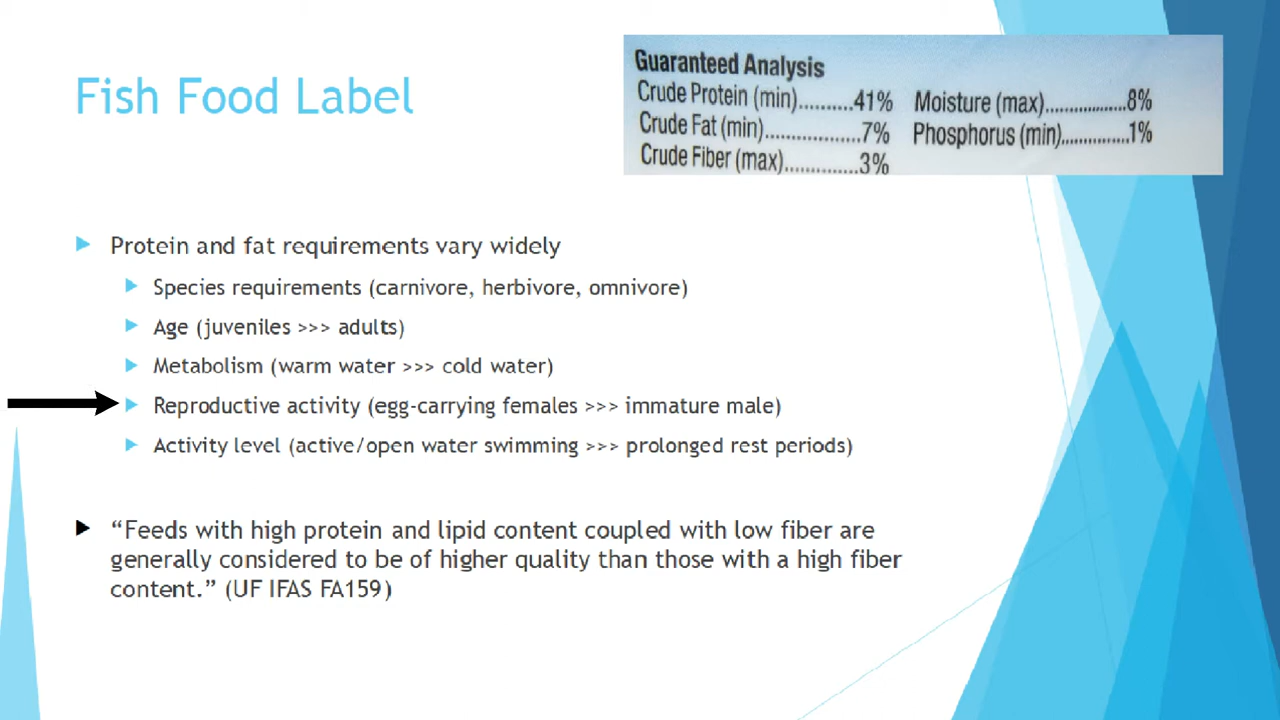 Fish Food Label
Guaranteed Analysis
Crude Protein (min)..........41%
Crude Fat (min)................7%
Crude Fiber (max)............3%
Moisture (max)...............8%
Phosphorus (min).............1%
Protein and fat requirements vary widely
Species requirements (carnivore, herbivore, omnivore)
Age (juveniles >>> adults)
Metabolism (warm water >>> cold water)
Reproductive activity (egg-carrying females >>> immature male)
Activity level (active/open water swimming >>> prolonged rest periods)
“Feeds with high protein and lipid content coupled with low fiber are
generally considered to be of higher quality than those with a high fiber
content.” (UF IFAS FA159)